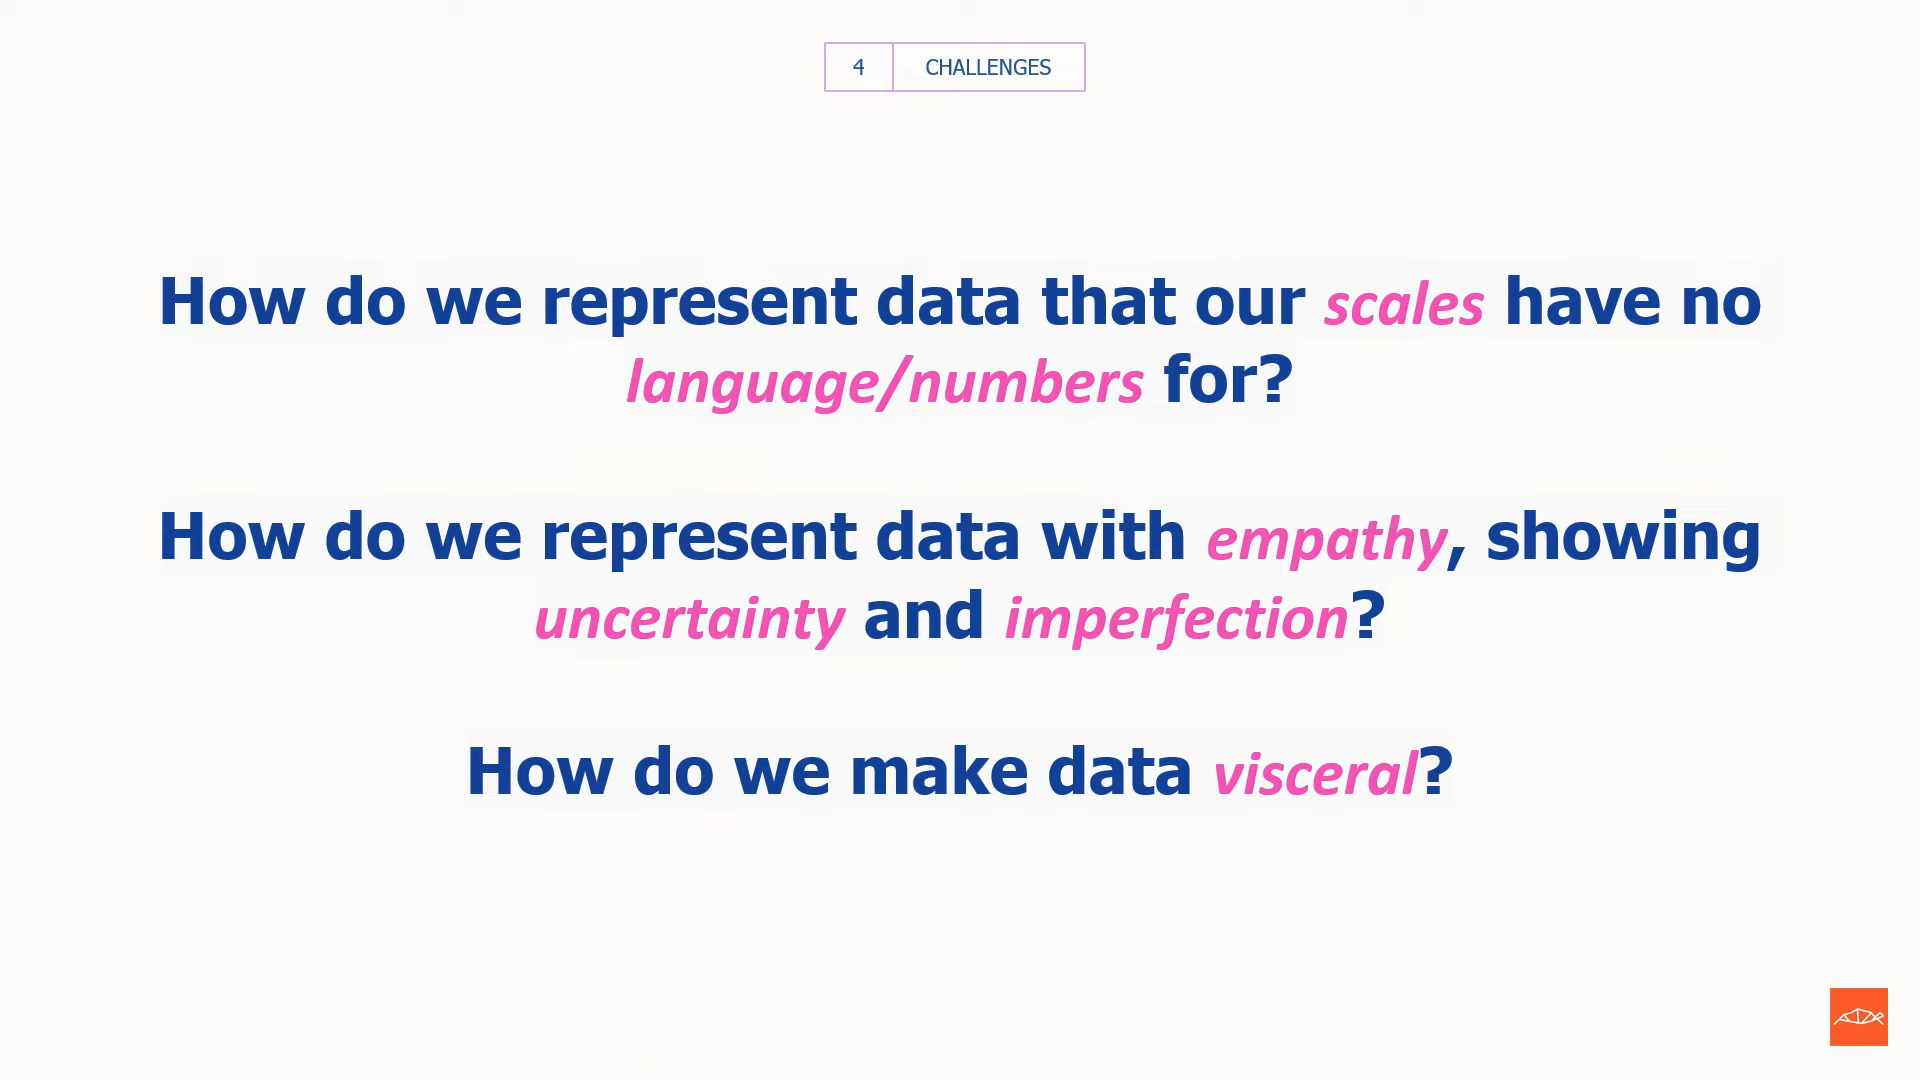 4 CHALLENGES
How do we represent data that our scales have no
language/numbers for?
How do we represent data with empathy, showing
uncertainty and imperfection?
How do we make data visceral?